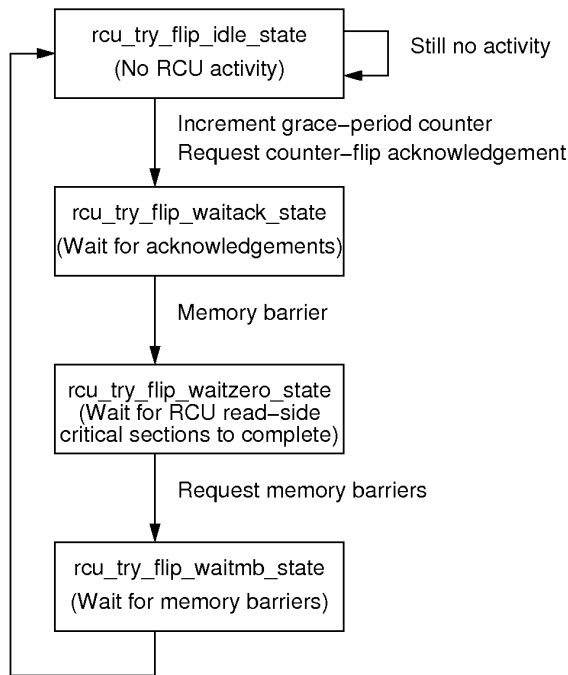 rcu_try_flip_idle_state
(No RCU activity)
Still no activity
Increment grace−period counter
Request counter−flip acknowledgement
rcu_try_flip_waitack_state
(Wait for acknowledgements)
Memory barrier
rcu_try_flip_waitzero_state
(Wait for RCU read−side
critical sections to complete)
Request memory barriers
rcu_try_flip_waitmb_state
(Wait for memory barriers)